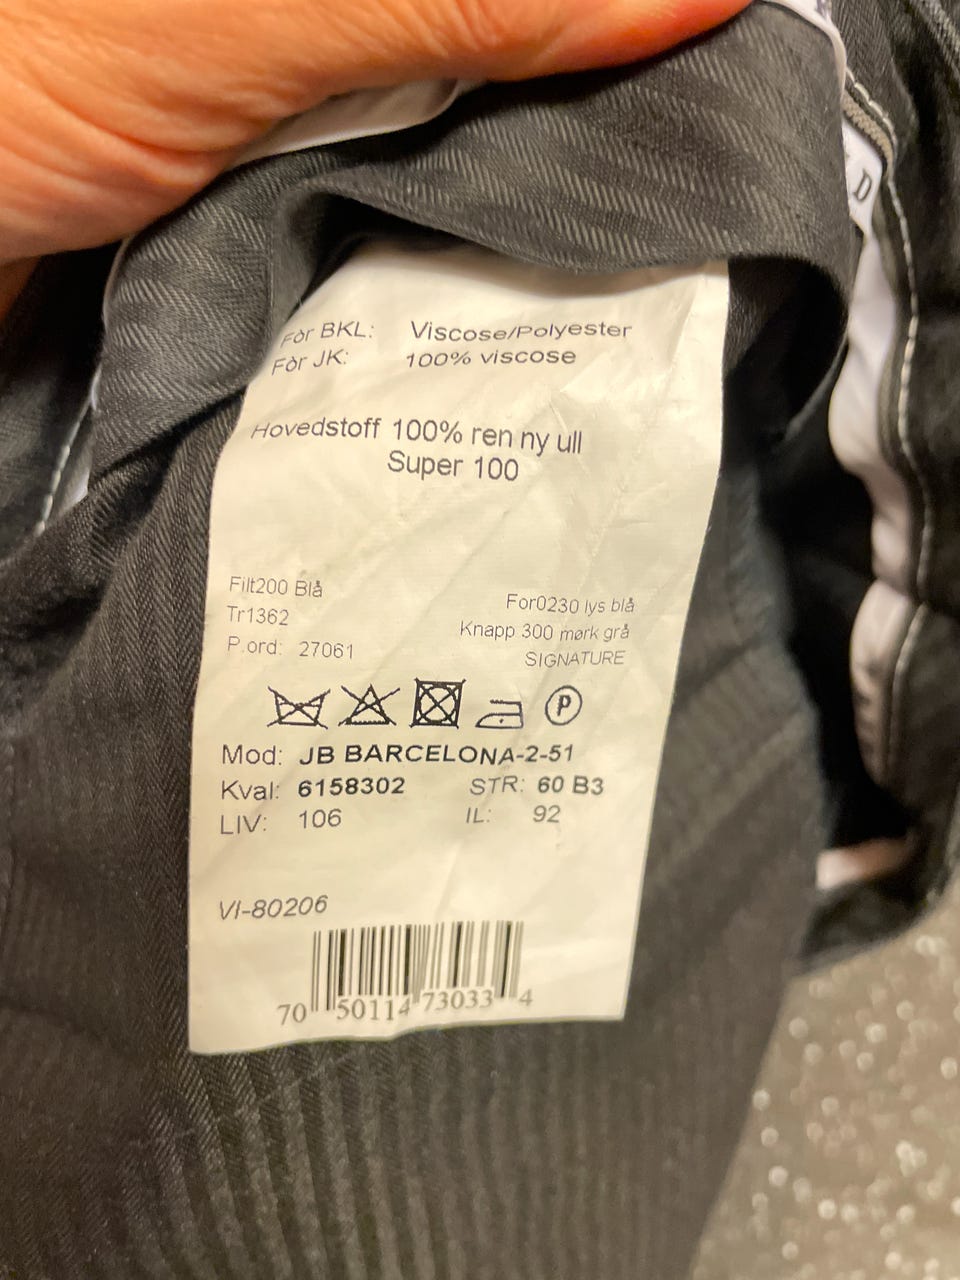 Fòr BKL: Viscose/Polyester
Fòr JK: 100% viscose
Hovedstoff 100% ren ny ull
Super 100
Filt200 Blå
Tr1362
P.ord: 27061
For0230 lys blå
Knapp 300 mørk grå
SIGNATURE
P
Mod: JB BARCELONA-2-51
Kval: 6158302 STR: 60 B3
LIV: 106 IL: 92
VI-80206
70 50114 73033 4
D